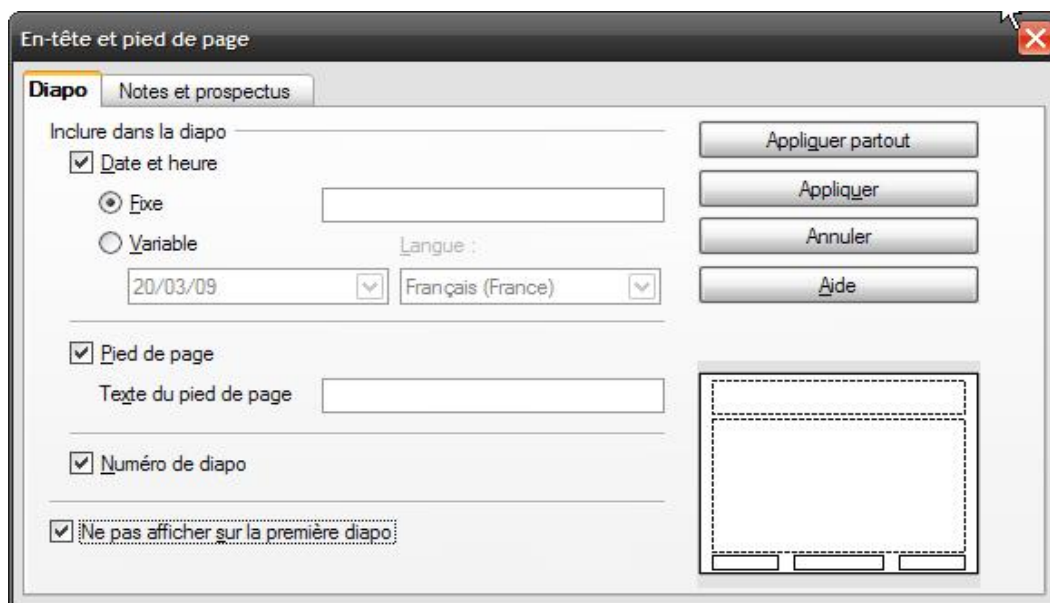 En-tête et pied de page
Diapo
Notes et prospectus
Inclure dans la diapo
Date et heure
Fixe
Variable
Langue :
20/03/09
Français (France)
Pied de page
Texte du pied de page
Numéro de diapo
Ne pas afficher sur la première diapo
Appliquer partout
Appliquer
Annuler
Aide